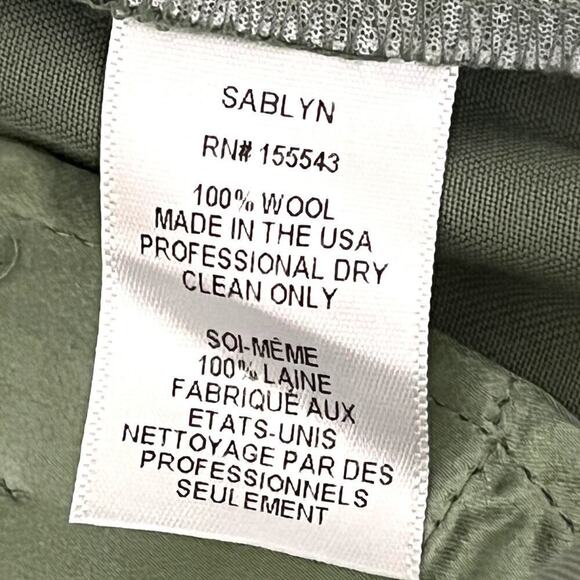 SABLYN
RN# 155543
100% WOOL
MADE IN THE USA
PROFESSIONAL DRY
CLEAN ONLY
SOI-MÊME
100% LAINE
FABRIQUÉ AUX
ETATS-UNIS
NETTOYAGE PAR DES
PROFESSIONNELS
SEULEMENT